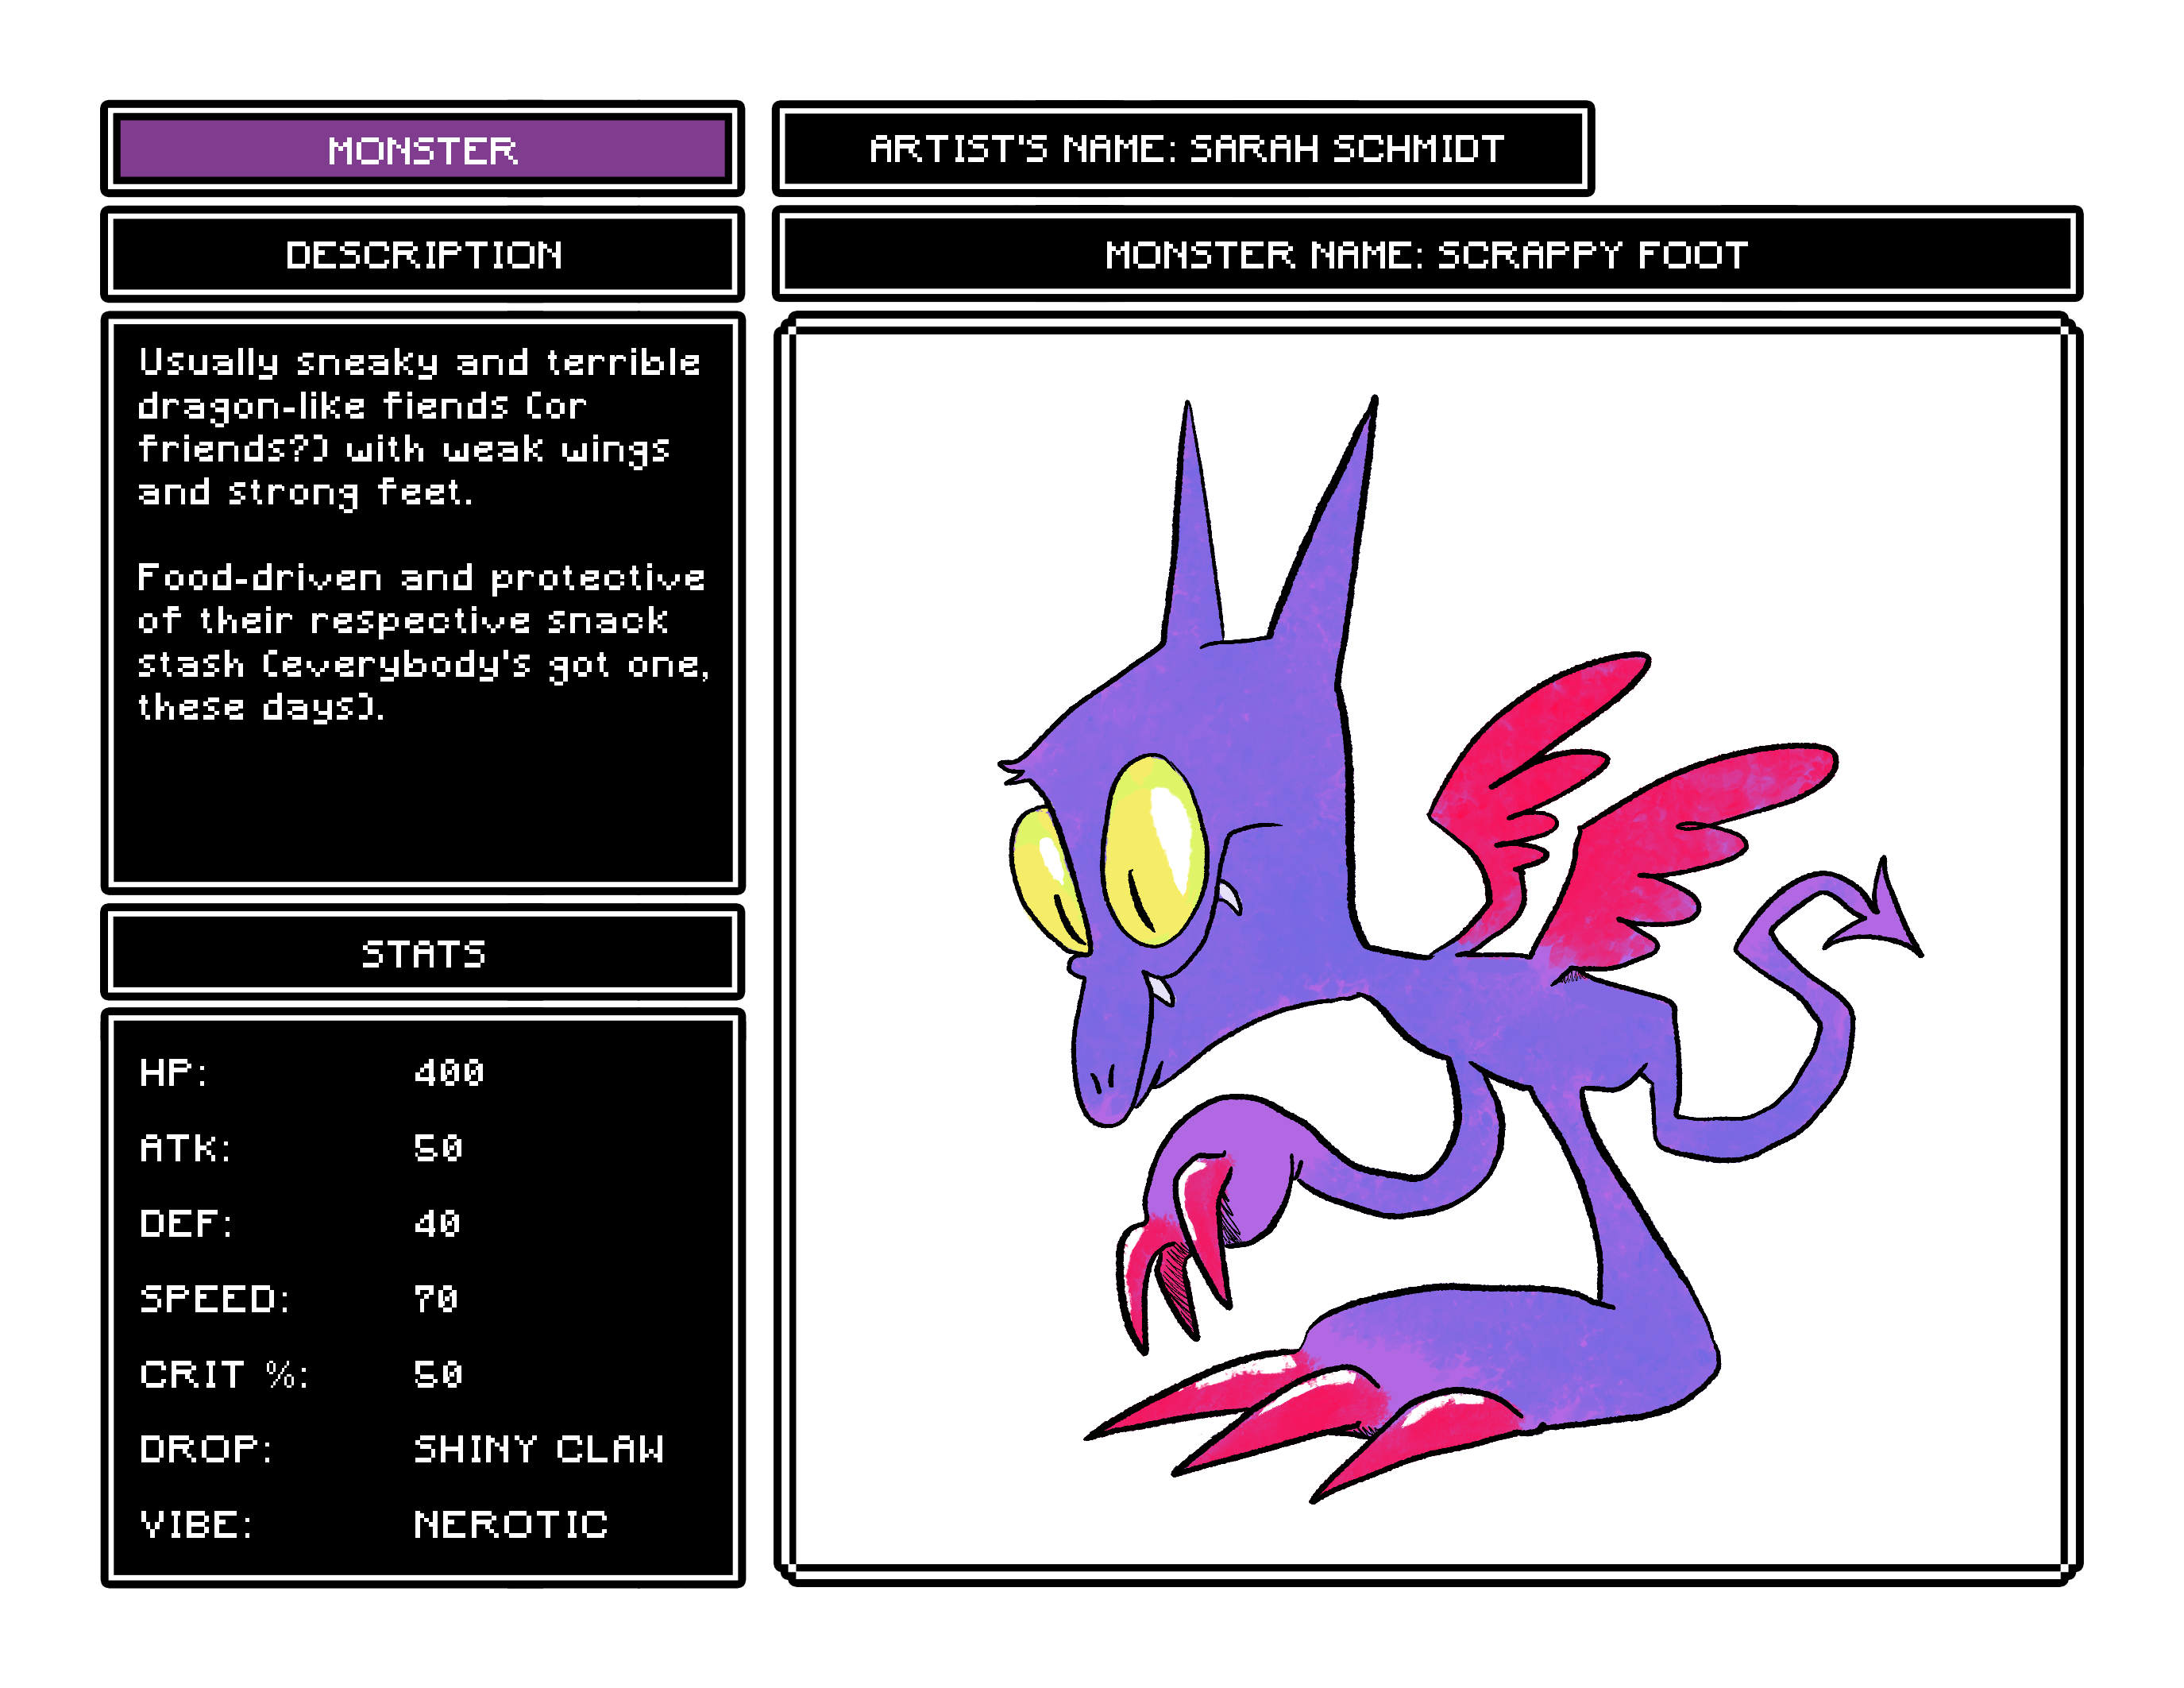 MONSTER
ARTIST'S NAME: SARAH SCHMIDT
DESCRIPTION
MONSTER NAME: SCRAPPY FOOT
Usually sneaky and terrible
dragon-like fiends (or
friends?) with weak wings
and strong feet.
Food-driven and protective
of their respective snack
stash (everybody's got one,
these days).
STATS
HP: 400
ATK: 50
DEF: 40
SPEED: 70
CRIT %: 50
DROP: SHINY CLAW
VIBE: NEROTIC